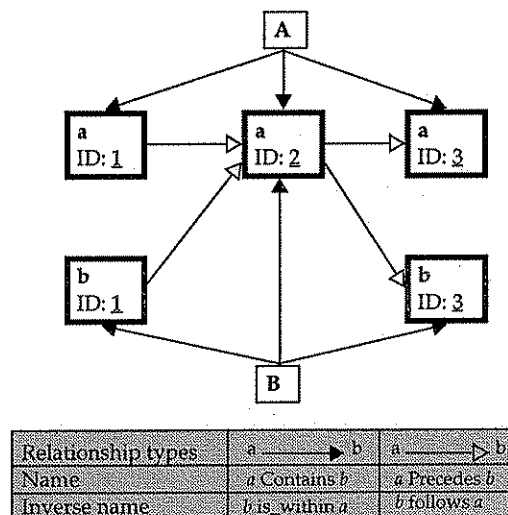 A
a
ID: 1
a
ID: 2
a
ID: 3
b
ID: 1
b
ID: 3
B
Relationship types a b a b
Name a Contains b a Precedes b
Inverse name b is_within a b follows a